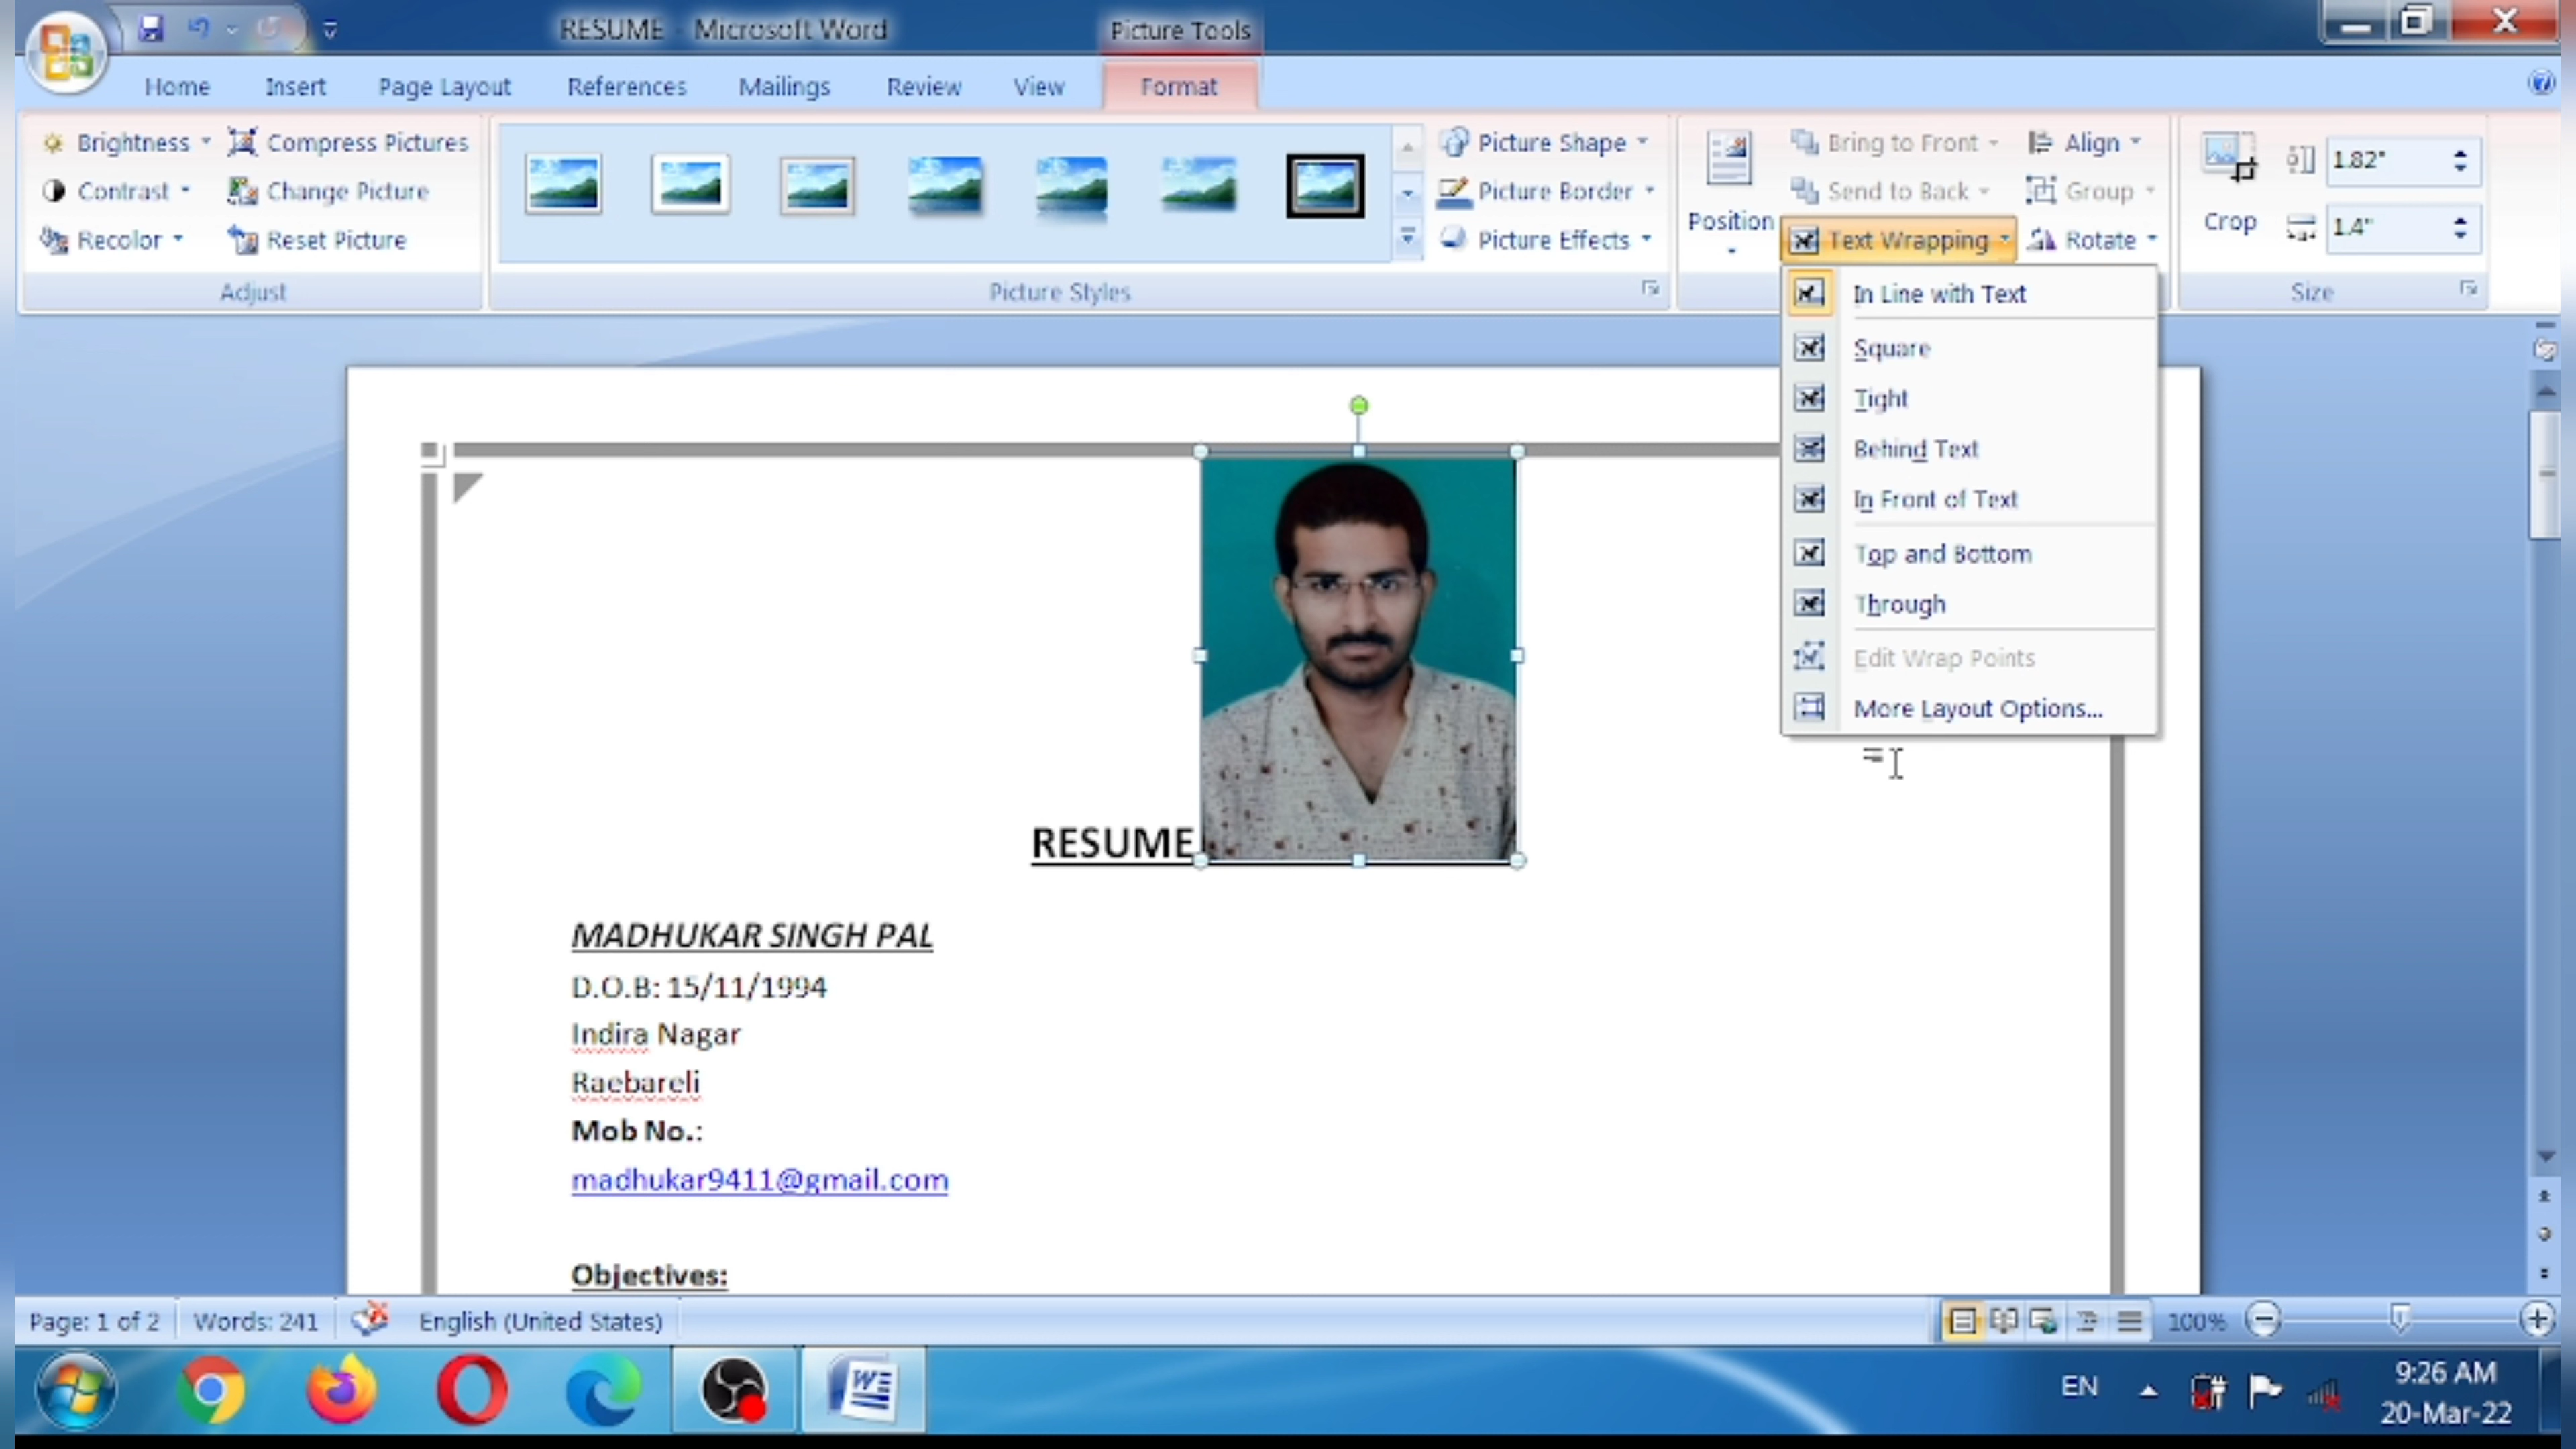 RESUME - Microsoft Word
Picture Tools
Home Insert Page Layout References Mailings Review View Format
Brightness
Compress Pictures
Contrast
Change Picture
Recolor
Reset Picture
Adjust
Picture Shape
Picture Border
Picture Effects
Picture Styles
Position
Bring to Front
Send to Back
Text Wrapping
Align
Group
Rotate
Crop
1.82"
1.4"
Size
In Line with Text
Square
Tight
Behind Text
In Front of Text
Top and Bottom
Through
Edit Wrap Points
More Layout Options...
RESUME
MADHUKAR SINGH PAL
D.O.B: 15/11/1994
Indira Nagar
Raebareli
Mob No.:
madhukar9411@gmail.com
Objectives:
Page: 1 of 2 Words: 241 English (United States) 100%
EN
9:26 AM
20-Mar-22